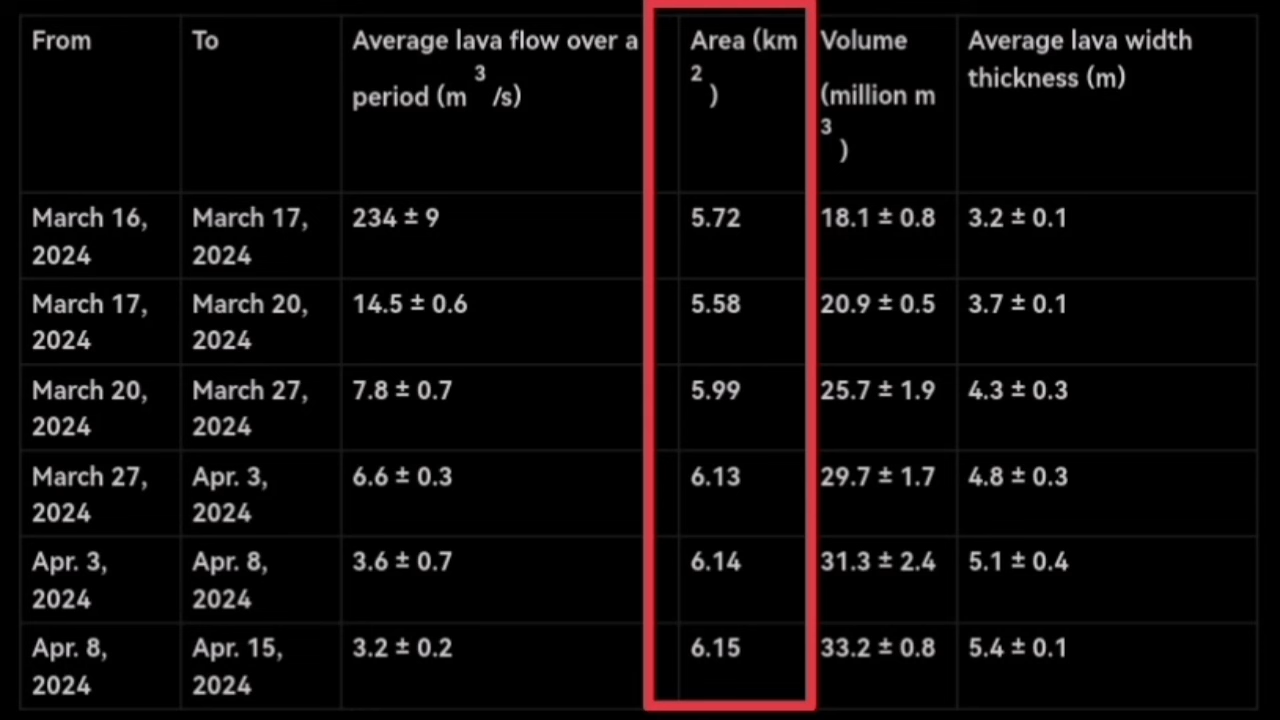 From To Average lava flow over a period (m 3 /s) Area (km 2 ) Volume (million m 3 ) Average lava width thickness (m)
March 16, 2024 March 17, 2024 234 ± 9 5.72 18.1 ± 0.8 3.2 ± 0.1
March 17, 2024 March 20, 2024 14.5 ± 0.6 5.58 20.9 ± 0.5 3.7 ± 0.1
March 20, 2024 March 27, 2024 7.8 ± 0.7 5.99 25.7 ± 1.9 4.3 ± 0.3
March 27, 2024 Apr. 3, 2024 6.6 ± 0.3 6.13 29.7 ± 1.7 4.8 ± 0.3
Apr. 3, 2024 Apr. 8, 2024 3.6 ± 0.7 6.14 31.3 ± 2.4 5.1 ± 0.4
Apr. 8, 2024 Apr. 15, 2024 3.2 ± 0.2 6.15 33.2 ± 0.8 5.4 ± 0.1